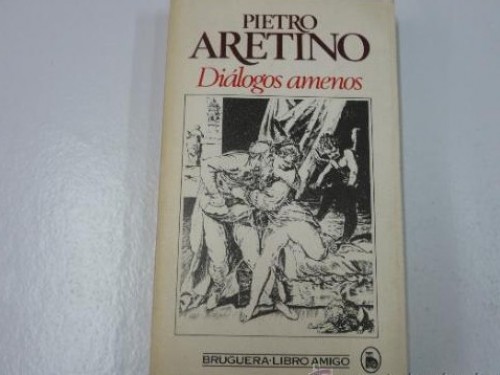 PIETRO
ARETINO
Diálogos amenos
BRUGUERA·LIBRO AMIGO